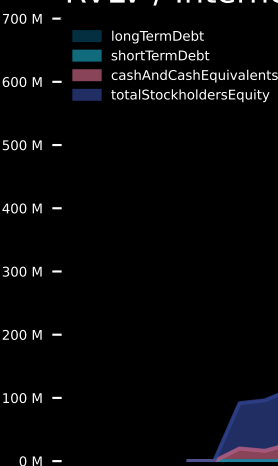 700 M
longTermDebt
shortTermDebt
600 M
cashAndCashEquivalents
totalStockholdersEquity
500 M
400 M
300 M
200 M
100 M
0 M